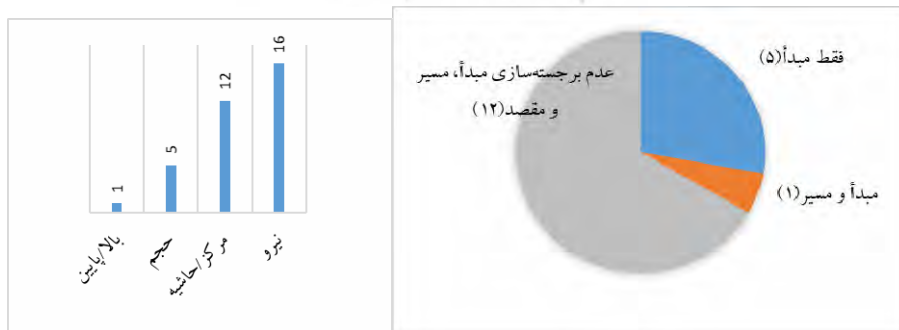 فقط مبدأ(۵)
عدم برجسته‌سازی مبدأ، مسیر
و مقصد(۱۲)
مبدأ و مسیر(۱)
16
12
5
1
نیرو
مرکز/حاشیه
حجم
بالا/پایین